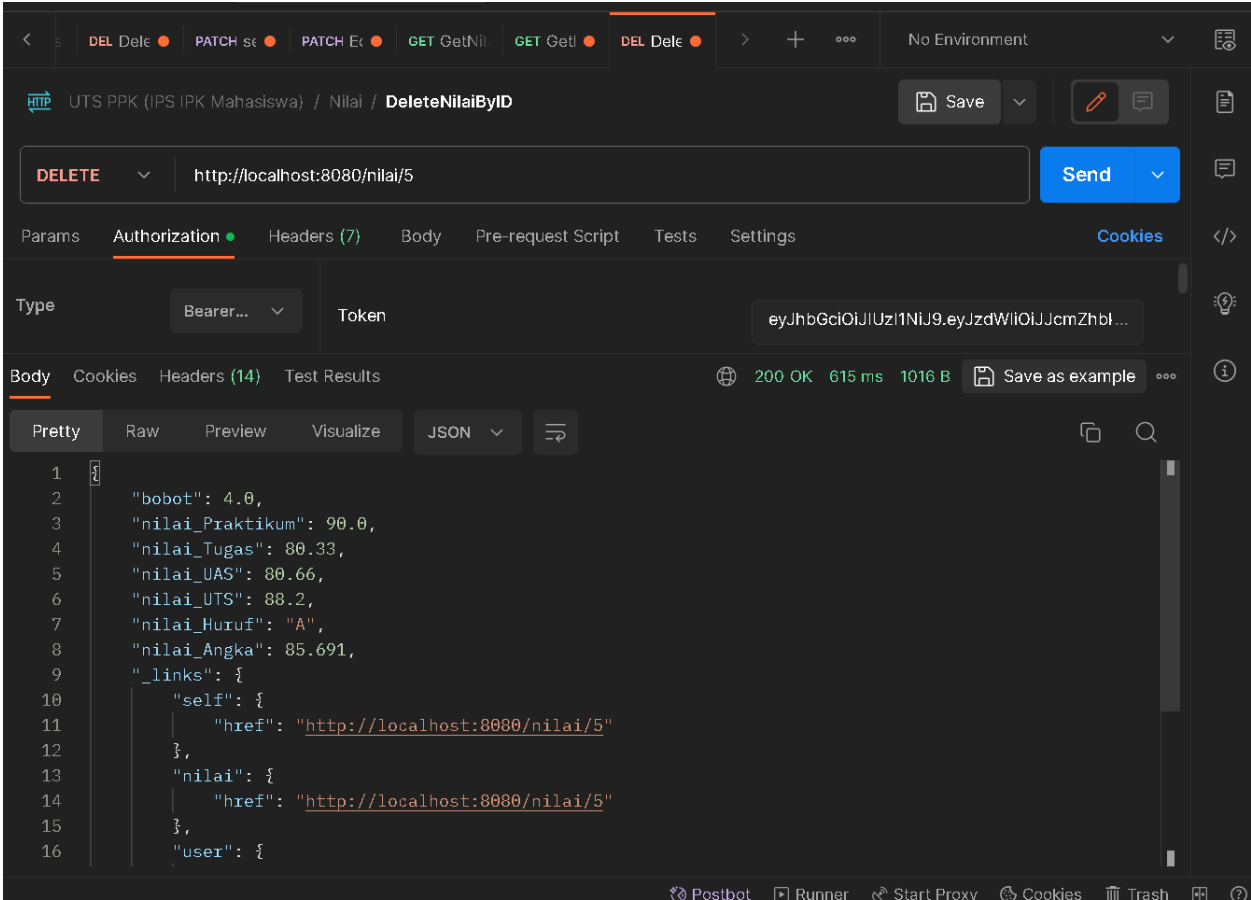 DEL Dele PATCH se PATCH Ec GET GetNil GET GetI DEL Dele No Environment
HTTP UTS PPK (IPS IPK Mahasiswa) / Nilai / DeleteNilaiByID Save
DELETE http://localhost:8080/nilai/5 Send
Params Authorization Headers (7) Body Pre-request Script Tests Settings Cookies
Type Bearer... Token
Body Cookies Headers (14) Test Results 200 OK 615 ms 1016 B Save as example
Pretty Raw Preview Visualize JSON
1 {
2 "bobot": 4.0,
3 "nilai_Praktikum": 90.0,
4 "nilai_Tugas": 80.33,
5 "nilai_UAS": 80.66,
6 "nilai_UTS": 88.2,
7 "nilai_Huruf": "A",
8 "nilai_Angka": 85.691,
9 "_links": {
10 "self": {
11 "href": "http://localhost:8080/nilai/5"
12 },
13 "nilai": {
14 "href": "http://localhost:8080/nilai/5"
15 },
16 "user": {
Postbot Runner Start Proxy Cookies Trash